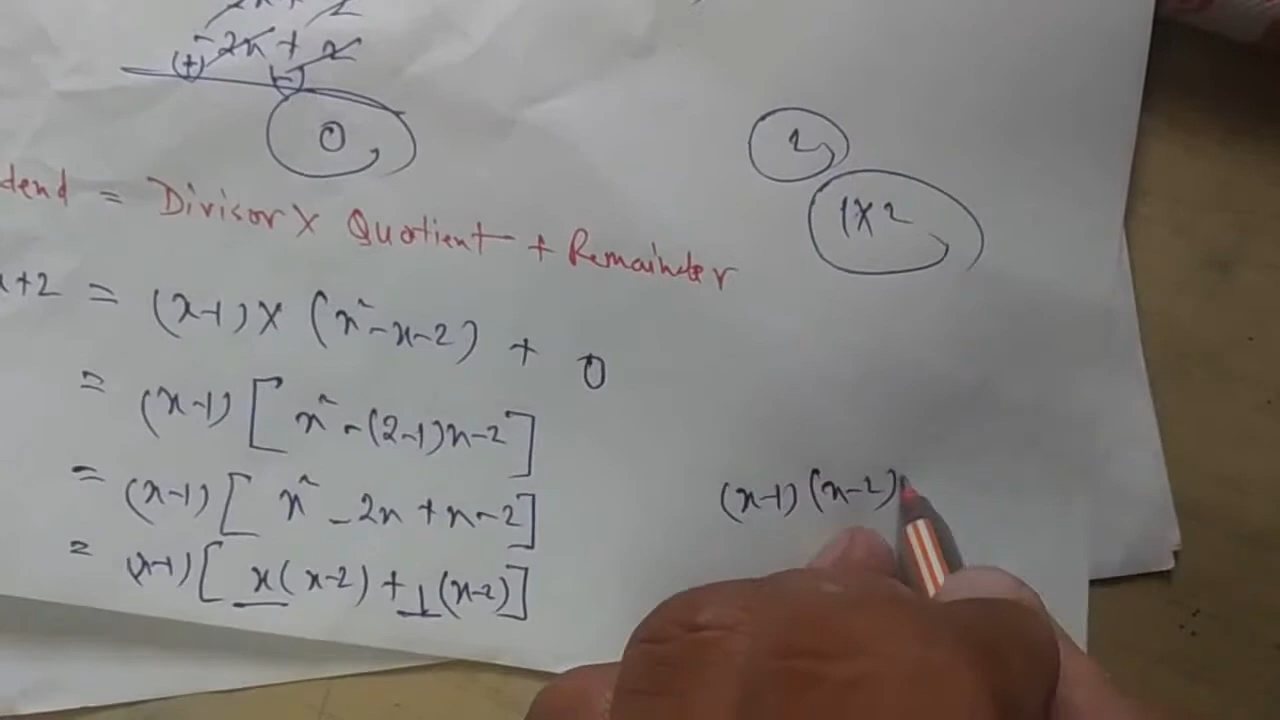 -2x + 2
(+) (-)
0
2
1x2
dend = Divisor x Quotient + Remainder
x+2 = (x-1) x (x²-x-2) + 0
= (x-1) [ x² - (2-1)x-2 ]
= (x-1) [ x² - 2x + x - 2 ]
= (x-1) [ x(x-2) + 1(x-2) ]
(x-1) (x-2)